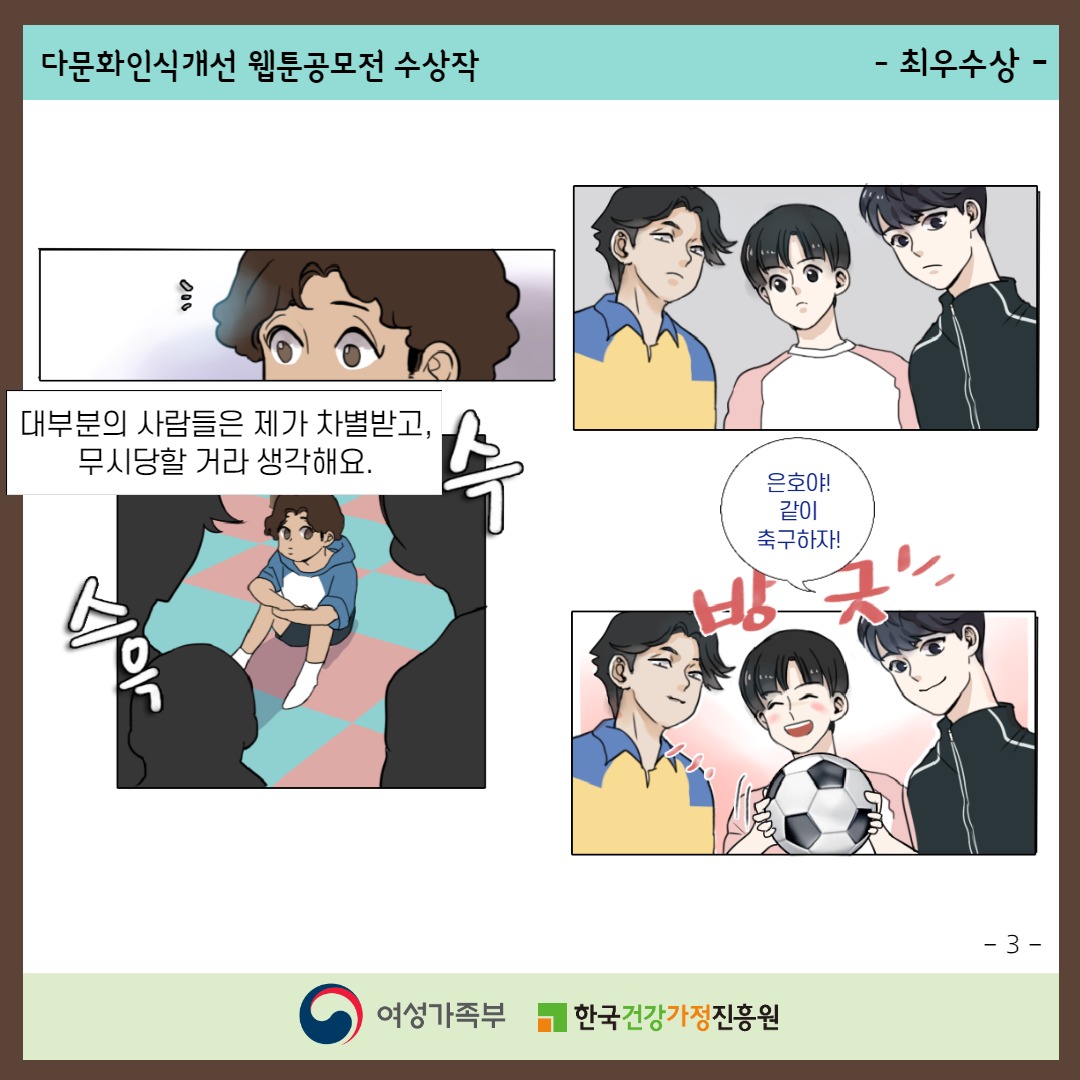 다문화인식개선 웹툰공모전 수상작
- 최우수상 -
대부분의 사람들은 제가 차별받고,
무시당할 거라 생각해요.
슥
스윽
은호야!
같이
축구하자!
방긋
- 3 -
여성가족부
한국건강가정진흥원